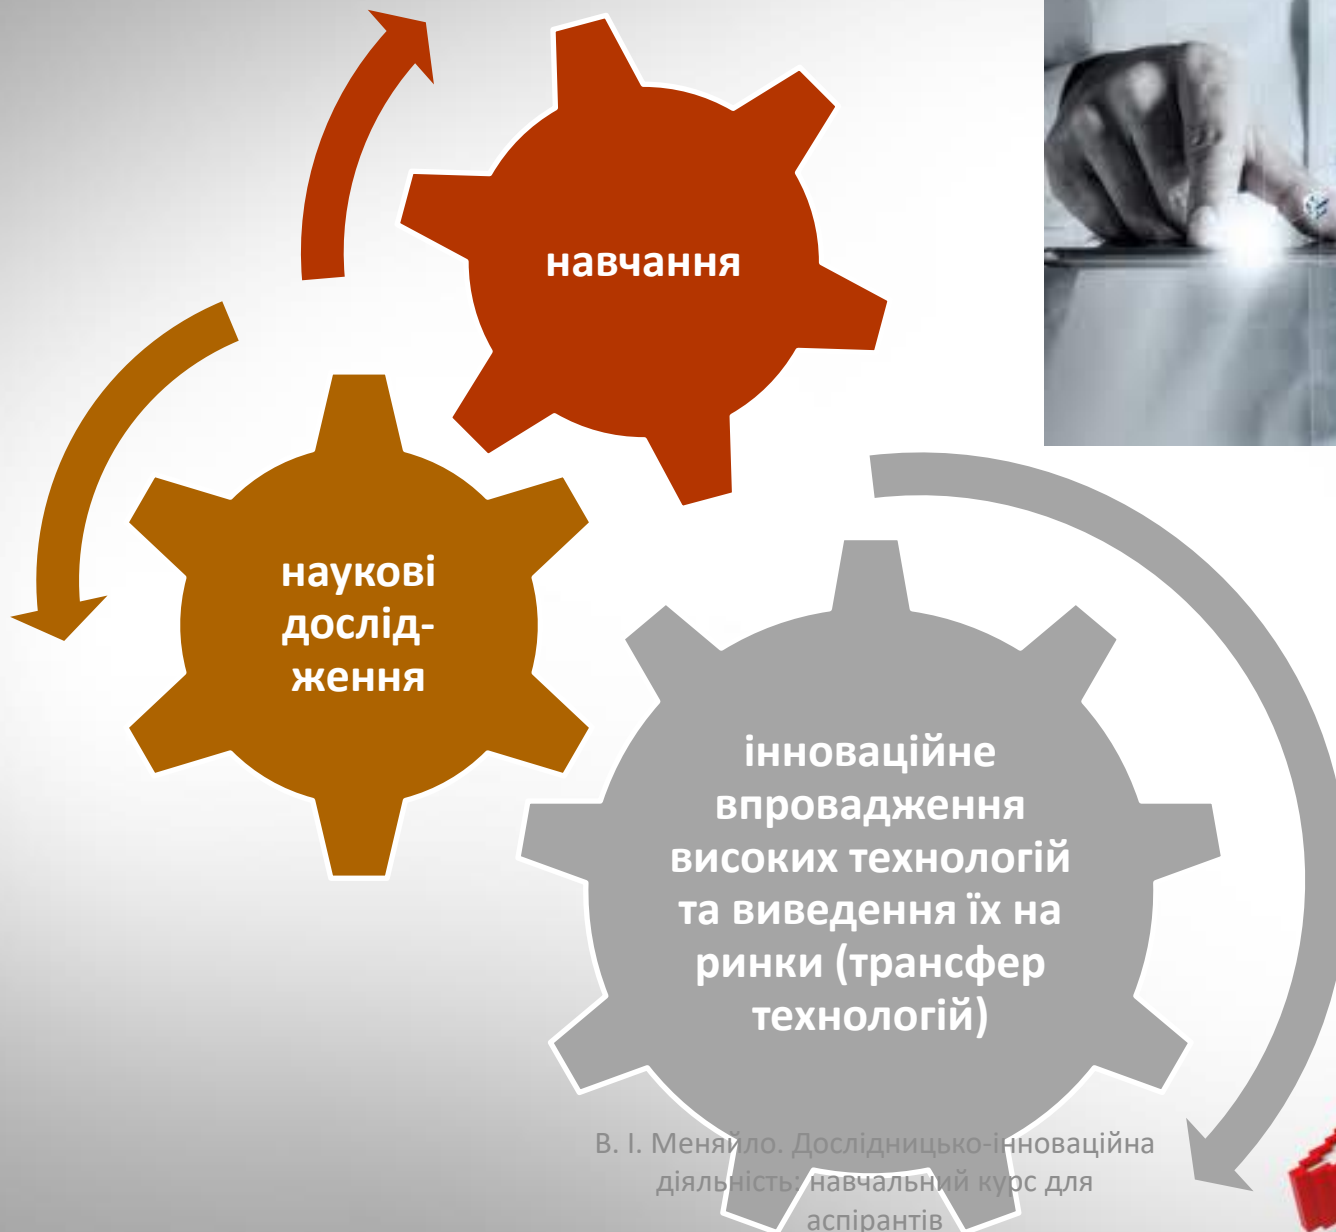 навчання
наукові
дослід-
ження
інноваційне
впровадження
високих технологій
та виведення їх на
ринки (трансфер
технологій)
В. І. Меняйло. Дослідницько-інноваційна
діяльність: навчальний курс для
аспірантів